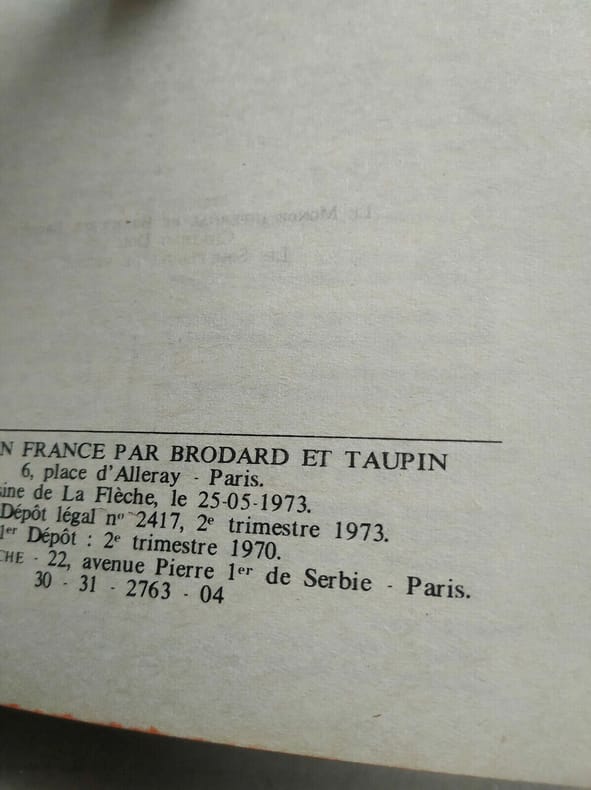 N FRANCE PAR BRODARD ET TAUPIN
6, place d'Alleray - Paris.
sine de La Flèche, le 25-05-1973.
Dépôt légal nº 2417, 2e trimestre 1973.
1er Dépôt : 2e trimestre 1970.
CHE - 22, avenue Pierre 1er de Serbie - Paris.
30 - 31 - 2763 - 04